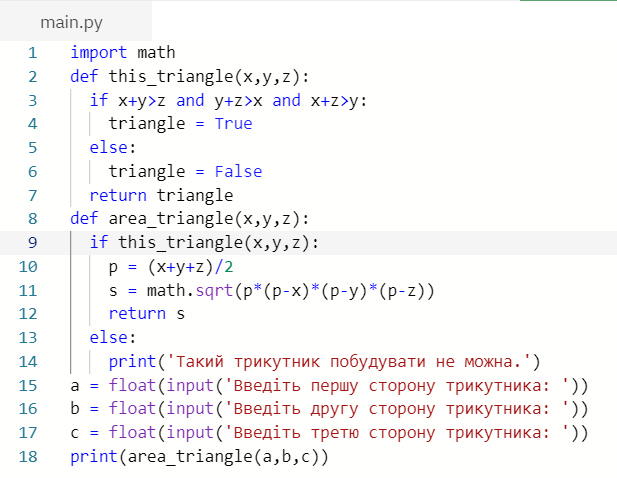 main.py
1 import math
2 def this_triangle(x,y,z):
3 if x+y>z and y+z>x and x+z>y:
4 triangle = True
5 else:
6 triangle = False
7 return triangle
8 def area_triangle(x,y,z):
9 if this_triangle(x,y,z):
10 p = (x+y+z)/2
11 s = math.sqrt(p*(p-x)*(p-y)*(p-z))
12 return s
13 else:
14 print('Такий трикутник побудувати не можна.')
15 a = float(input('Введіть першу сторону трикутника: '))
16 b = float(input('Введіть другу сторону трикутника: '))
17 c = float(input('Введіть третю сторону трикутника: '))
18 print(area_triangle(a,b,c))